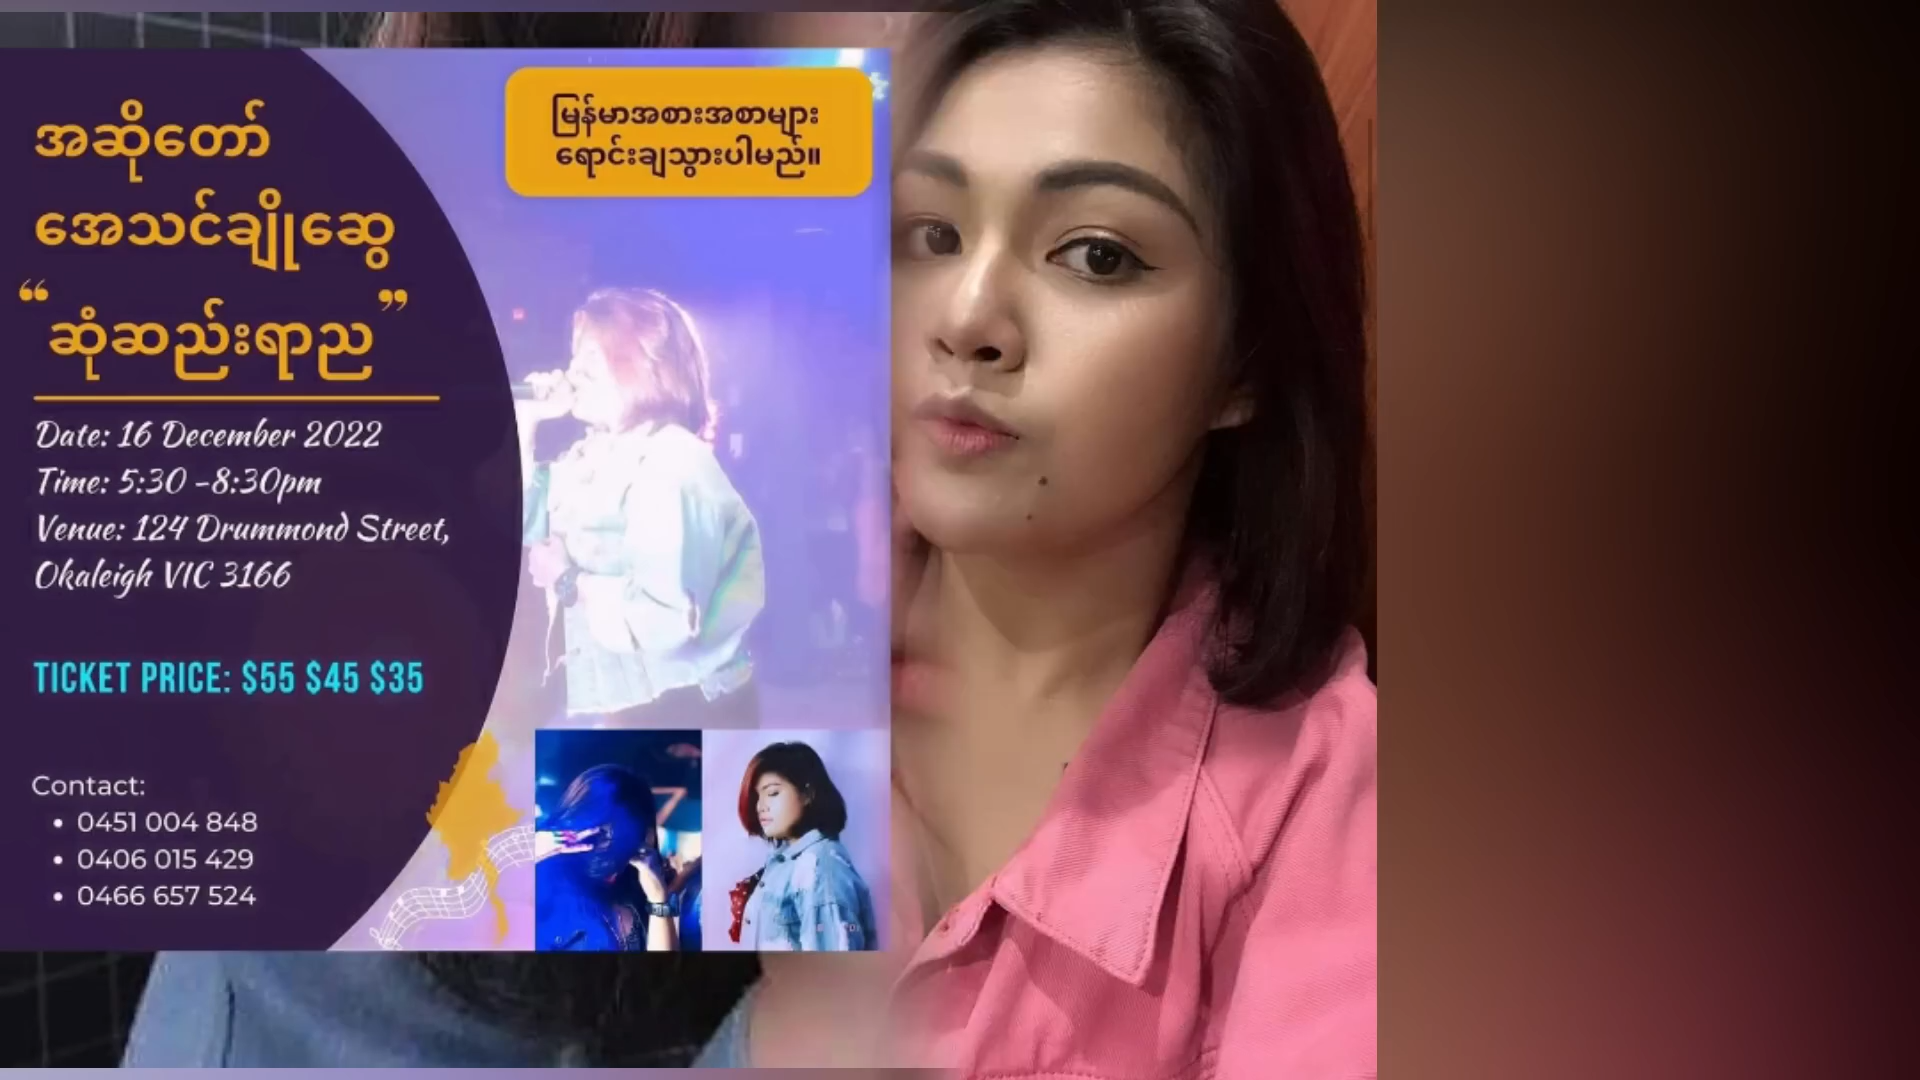 အဆိုတော်
အေသင်ချိုဆွေ
“ဆုံဆည်းရာည”
Date: 16 December 2022
Time: 5:30 -8:30pm
Venue: 124 Drummond Street,
Okaleigh VIC 3166
TICKET PRICE: $55 $45 $35
Contact:
• 0451 004 848
• 0406 015 429
• 0466 657 524
မြန်မာအစားအစာများ
ရောင်းချသွားပါမည်။